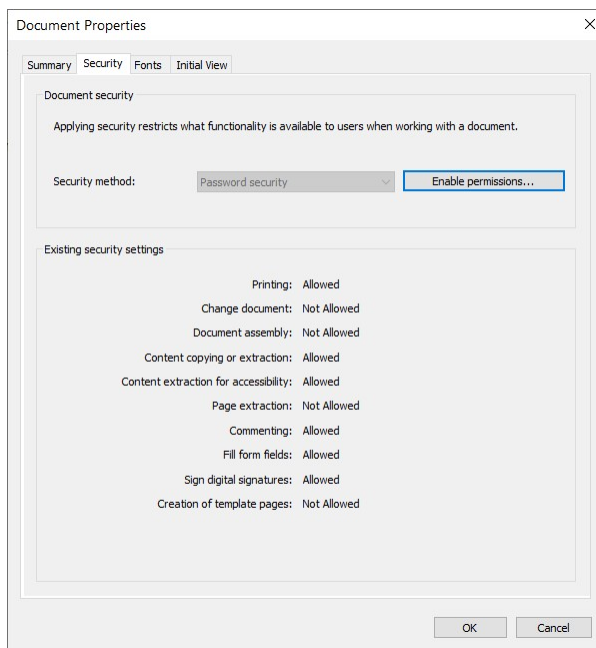 Document Properties
Summary Security Fonts Initial View
Document security
Applying security restricts what functionality is available to users when working with a document.
Security method: Password security Enable permissions...
Existing security settings
Printing: Allowed
Change document: Not Allowed
Document assembly: Not Allowed
Content copying or extraction: Allowed
Content extraction for accessibility: Allowed
Page extraction: Not Allowed
Commenting: Allowed
Fill form fields: Allowed
Sign digital signatures: Allowed
Creation of template pages: Not Allowed
OK Cancel